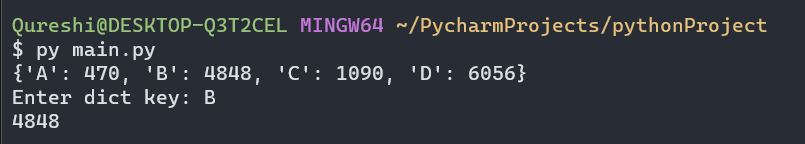 Qureshi@DESKTOP-Q3T2CEL MINGW64 ~/PycharmProjects/pythonProject
$ py main.py
{'A': 470, 'B': 4848, 'C': 1090, 'D': 6056}
Enter dict key: B
4848